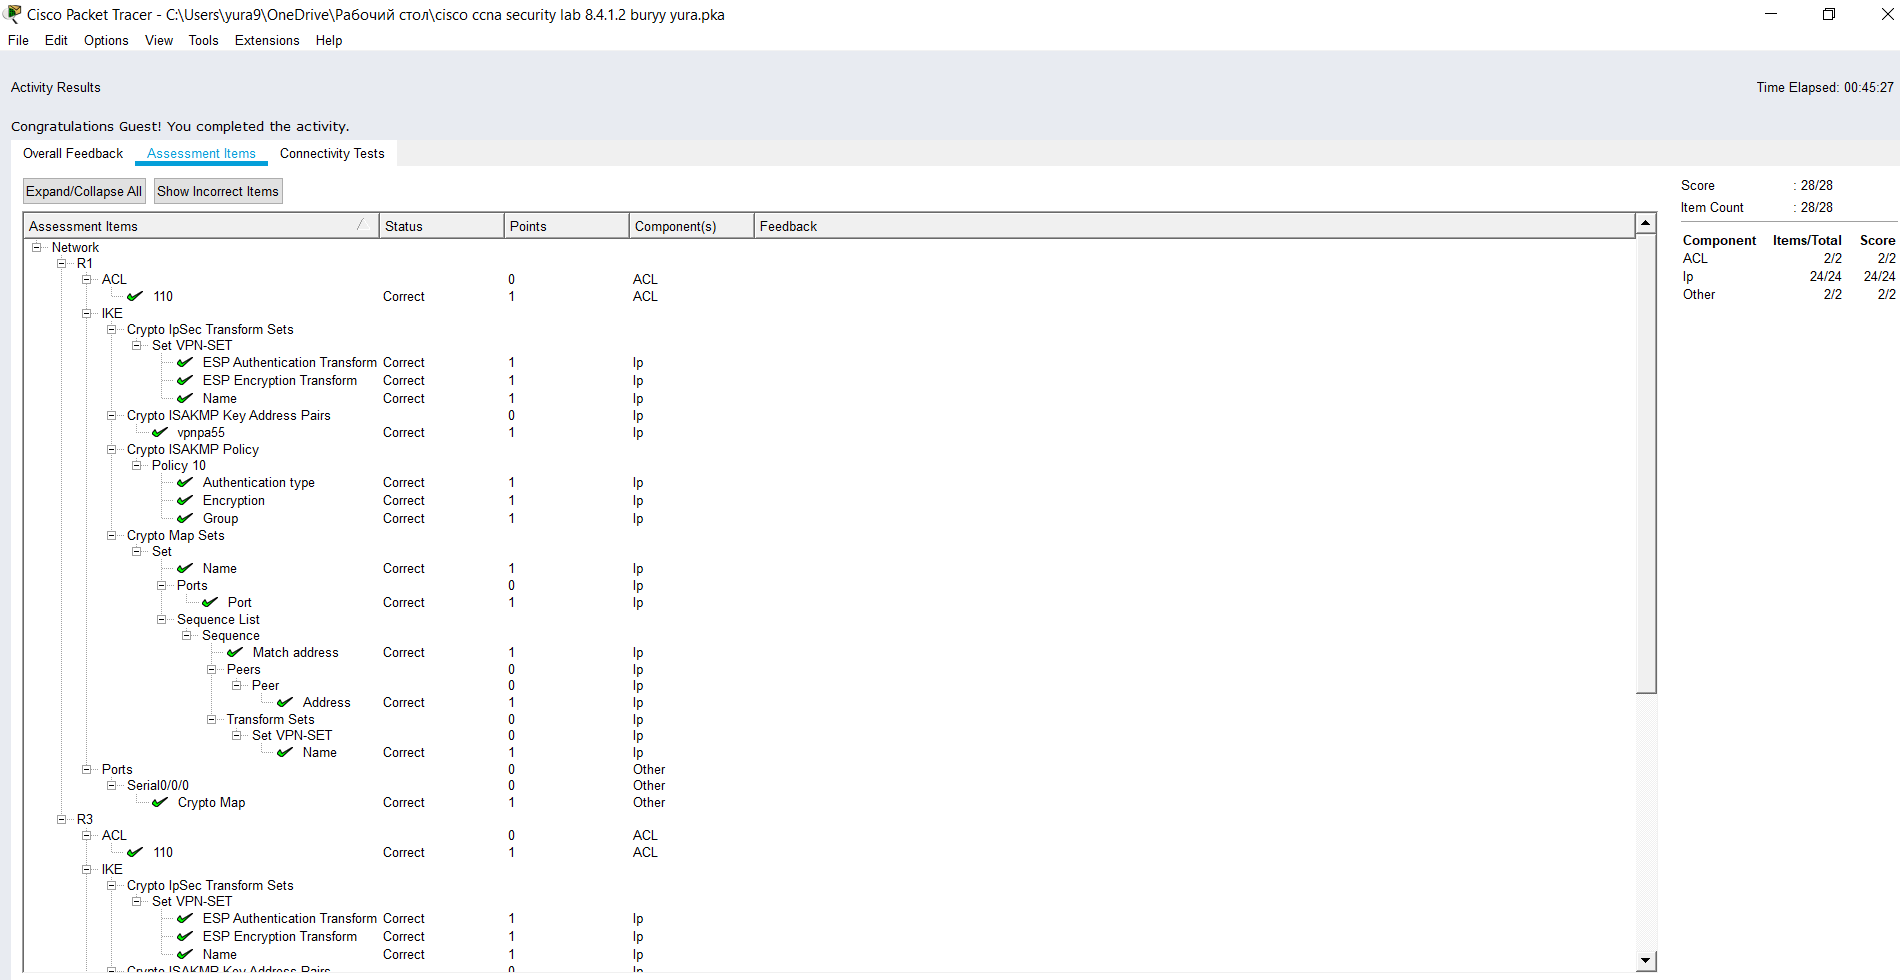 Cisco Packet Tracer - C:\Users\yura9\OneDrive\Рабочий стол\cisco ccna security lab 8.4.1.2 buryy yura.pka
File Edit Options View Tools Extensions Help
Activity Results
Time Elapsed: 00:45:27
Congratulations Guest! You completed the activity.
Overall Feedback Assessment Items Connectivity Tests
Expand/Collapse All Show Incorrect Items
Assessment Items Status Points Component(s) Feedback
Network
R1
ACL 0 ACL
110 Correct 1 ACL
IKE
Crypto IpSec Transform Sets
Set VPN-SET
ESP Authentication Transform Correct 1 Ip
ESP Encryption Transform Correct 1 Ip
Name Correct 1 Ip
Crypto ISAKMP Key Address Pairs 0 Ip
vpnpa55 Correct 1 Ip
Crypto ISAKMP Policy
Policy 10
Authentication type Correct 1 Ip
Encryption Correct 1 Ip
Group Correct 1 Ip
Crypto Map Sets
Set
Name Correct 1 Ip
Ports 0 Ip
Port Correct 1 Ip
Sequence List
Sequence
Match address Correct 1 Ip
Peers 0 Ip
Peer 0 Ip
Address Correct 1 Ip
Transform Sets 0 Ip
Set VPN-SET 0 Ip
Name Correct 1 Ip
Ports 0 Other
Serial0/0/0 0 Other
Crypto Map Correct 1 Other
R3
ACL 0 ACL
110 Correct 1 ACL
IKE
Crypto IpSec Transform Sets
Set VPN-SET
ESP Authentication Transform Correct 1 Ip
ESP Encryption Transform Correct 1 Ip
Name Correct 1 Ip
Crypto ISAKMP Key Address Pairs 0 Ip
Score : 28/28
Item Count : 28/28
Component Items/Total Score
ACL 2/2 2/2
Ip 24/24 24/24
Other 2/2 2/2